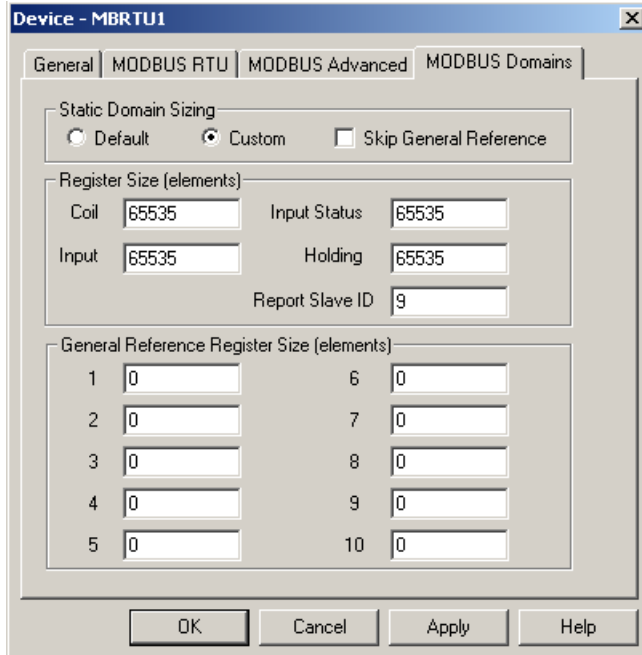 Device - MBRTU1
General MODBUS RTU MODBUS Advanced MODBUS Domains
Static Domain Sizing
Default Custom Skip General Reference
Register Size (elements)
Coil 65535 Input Status 65535
Input 65535 Holding 65535
Report Slave ID 9
General Reference Register Size (elements)
1 0 6 0
2 0 7 0
3 0 8 0
4 0 9 0
5 0 10 0
OK Cancel Apply Help